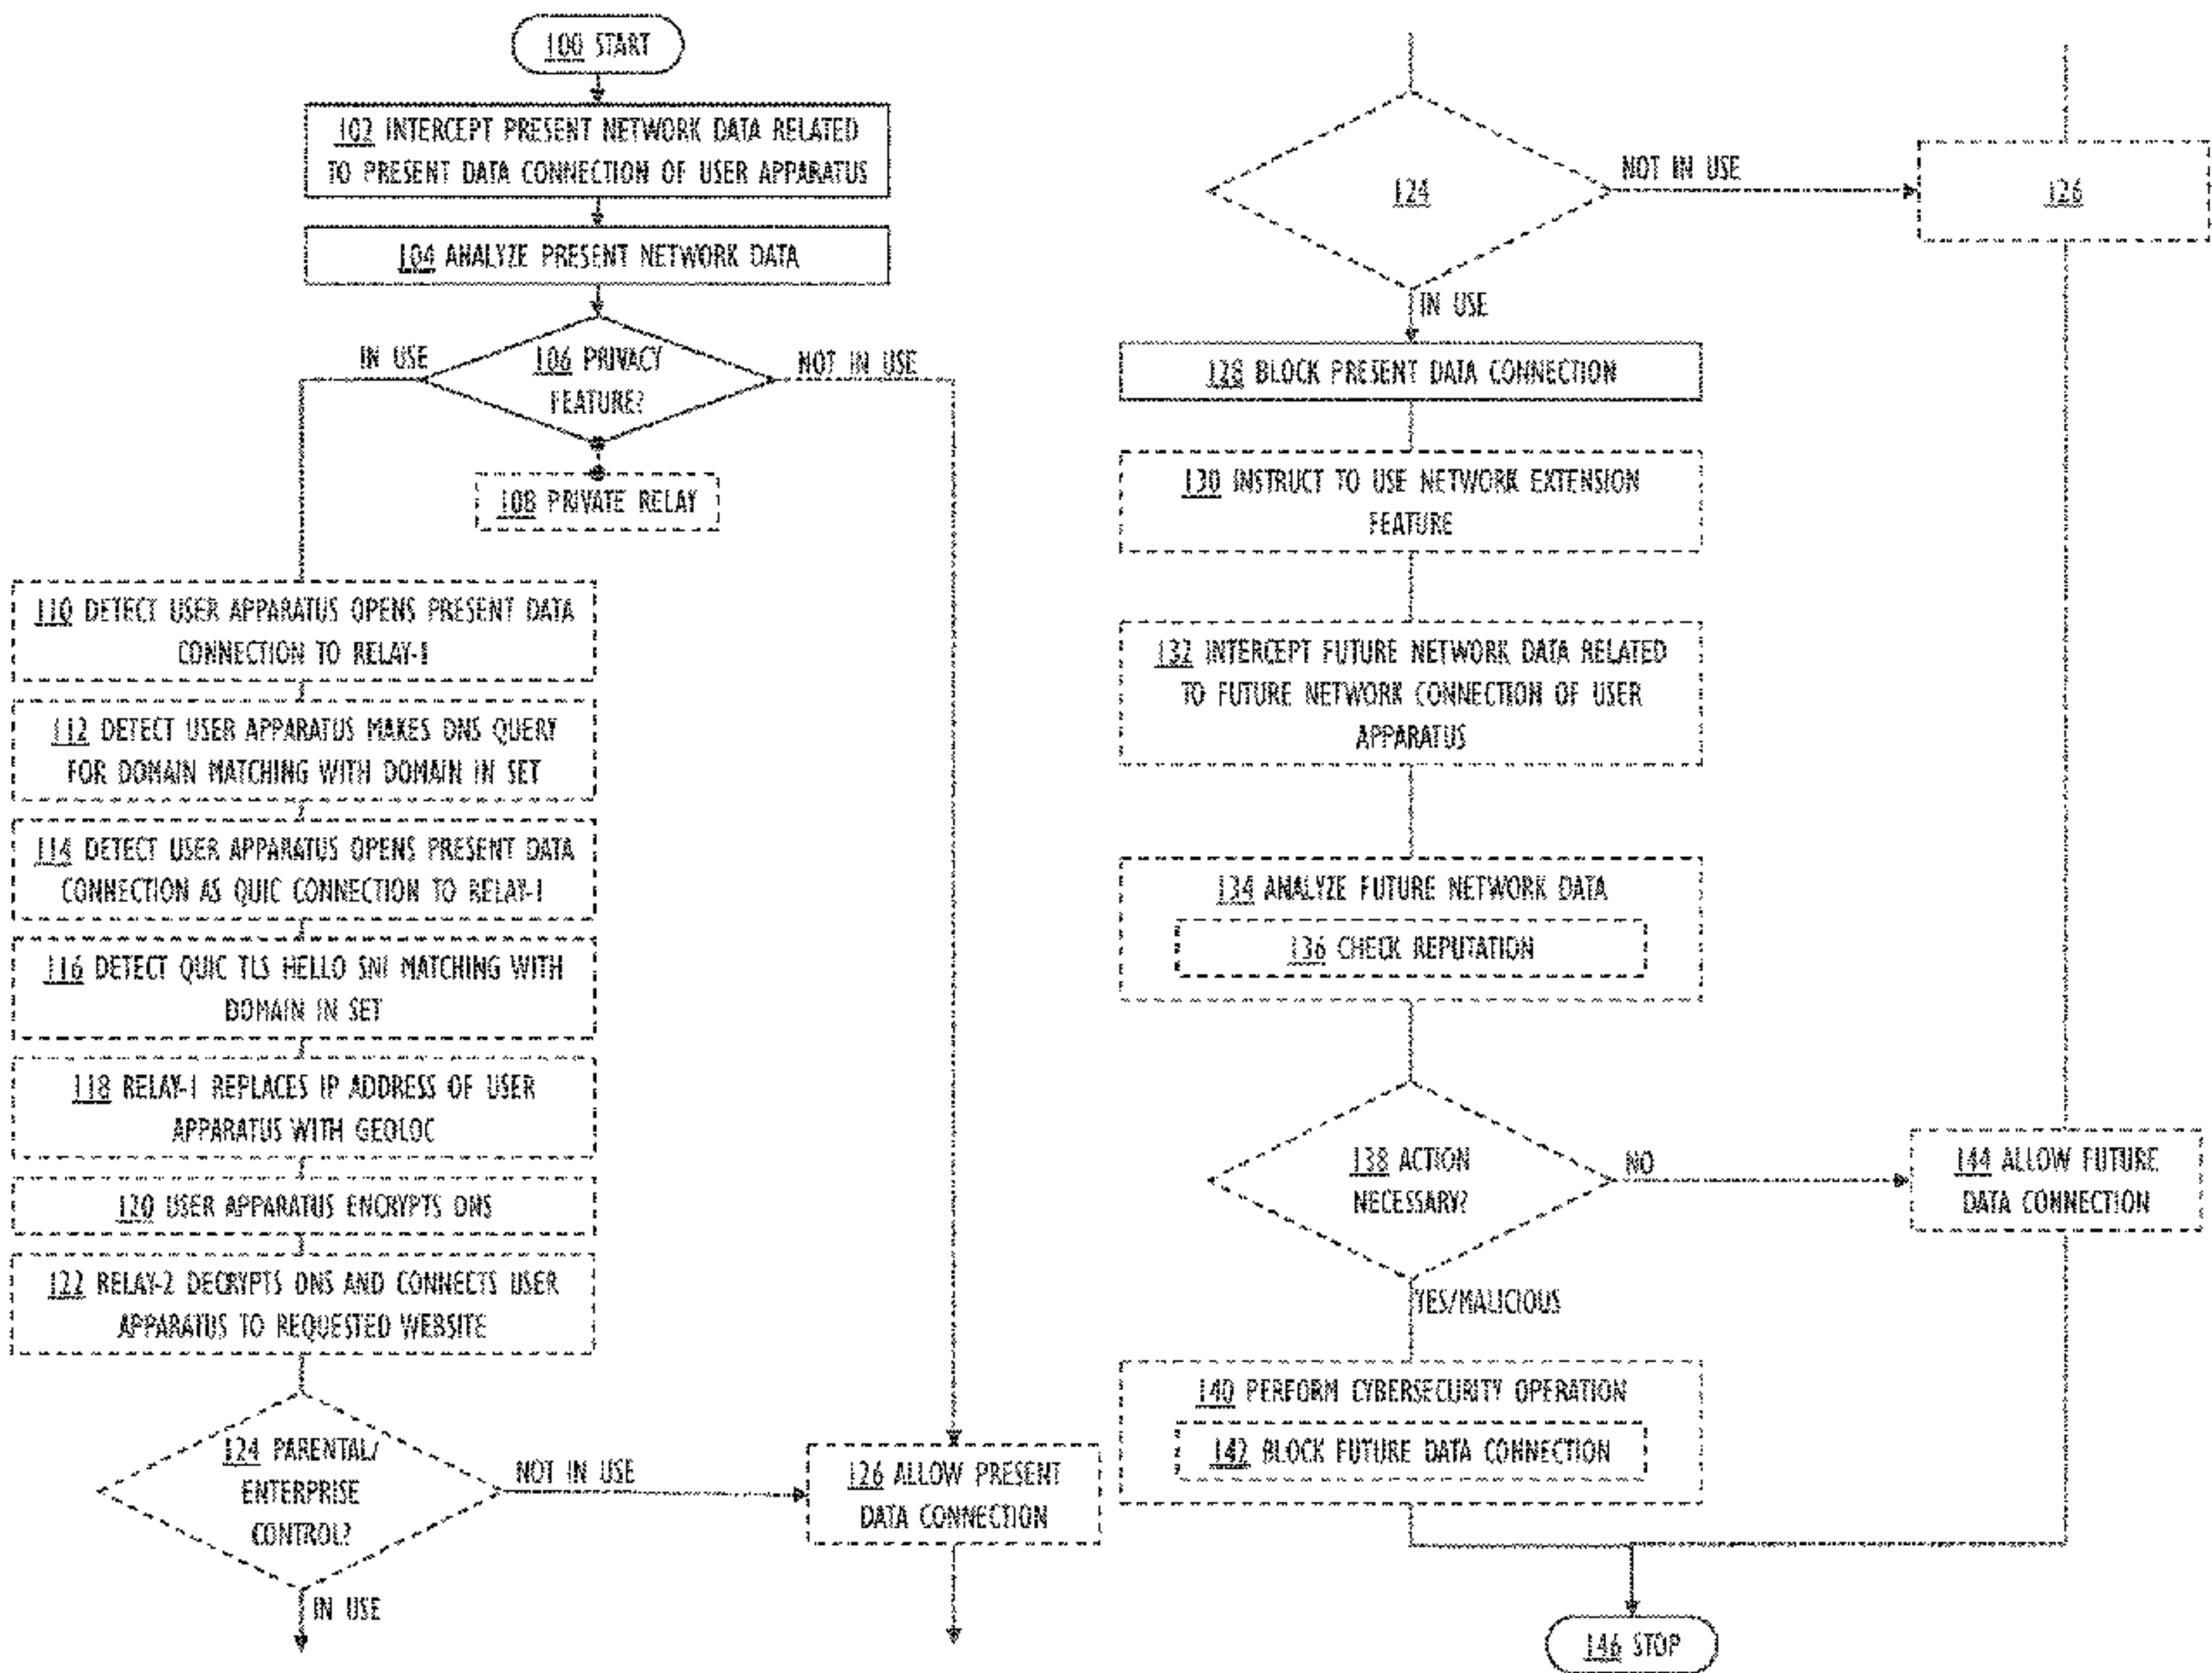 100 START
102 INTERCEPT PRESENT NETWORK DATA RELATED
TO PRESENT DATA CONNECTION OF USER APPARATUS
104 ANALYZE PRESENT NETWORK DATA
106 PRIVACY
FEATURE?
IN USE
NOT IN USE
108 PRIVATE RELAY
110 DETECT USER APPARATUS OPENS PRESENT DATA
CONNECTION TO RELAY-1
112 DETECT USER APPARATUS MAKES DNS QUERY
FOR DOMAIN MATCHING WITH DOMAIN IN SET
114 DETECT USER APPARATUS OPENS PRESENT DATA
CONNECTION AS QUIC CONNECTION TO RELAY-1
116 DETECT QUIC TLS HELLO SNI MATCHING WITH
DOMAIN IN SET
118 RELAY-1 REPLACES IP ADDRESS OF USER
APPARATUS WITH GEOLOC
120 USER APPARATUS ENCRYPTS DNS
122 RELAY-2 DECRYPTS DNS AND CONNECTS USER
APPARATUS TO REQUESTED WEBSITE
124 PARENTAL/
ENTERPRISE
CONTROL?
NOT IN USE
IN USE
126 ALLOW PRESENT
DATA CONNECTION
124
NOT IN USE
126
IN USE
128 BLOCK PRESENT DATA CONNECTION
130 INSTRUCT TO USE NETWORK EXTENSION
FEATURE
132 INTERCEPT FUTURE NETWORK DATA RELATED
TO FUTURE NETWORK CONNECTION OF USER
APPARATUS
134 ANALYZE FUTURE NETWORK DATA
136 CHECK REPUTATION
138 ACTION
NECESSARY?
NO
144 ALLOW FUTURE
DATA CONNECTION
YES/MALICIOUS
140 PERFORM CYBERSECURITY OPERATION
142 BLOCK FUTURE DATA CONNECTION
146 STOP